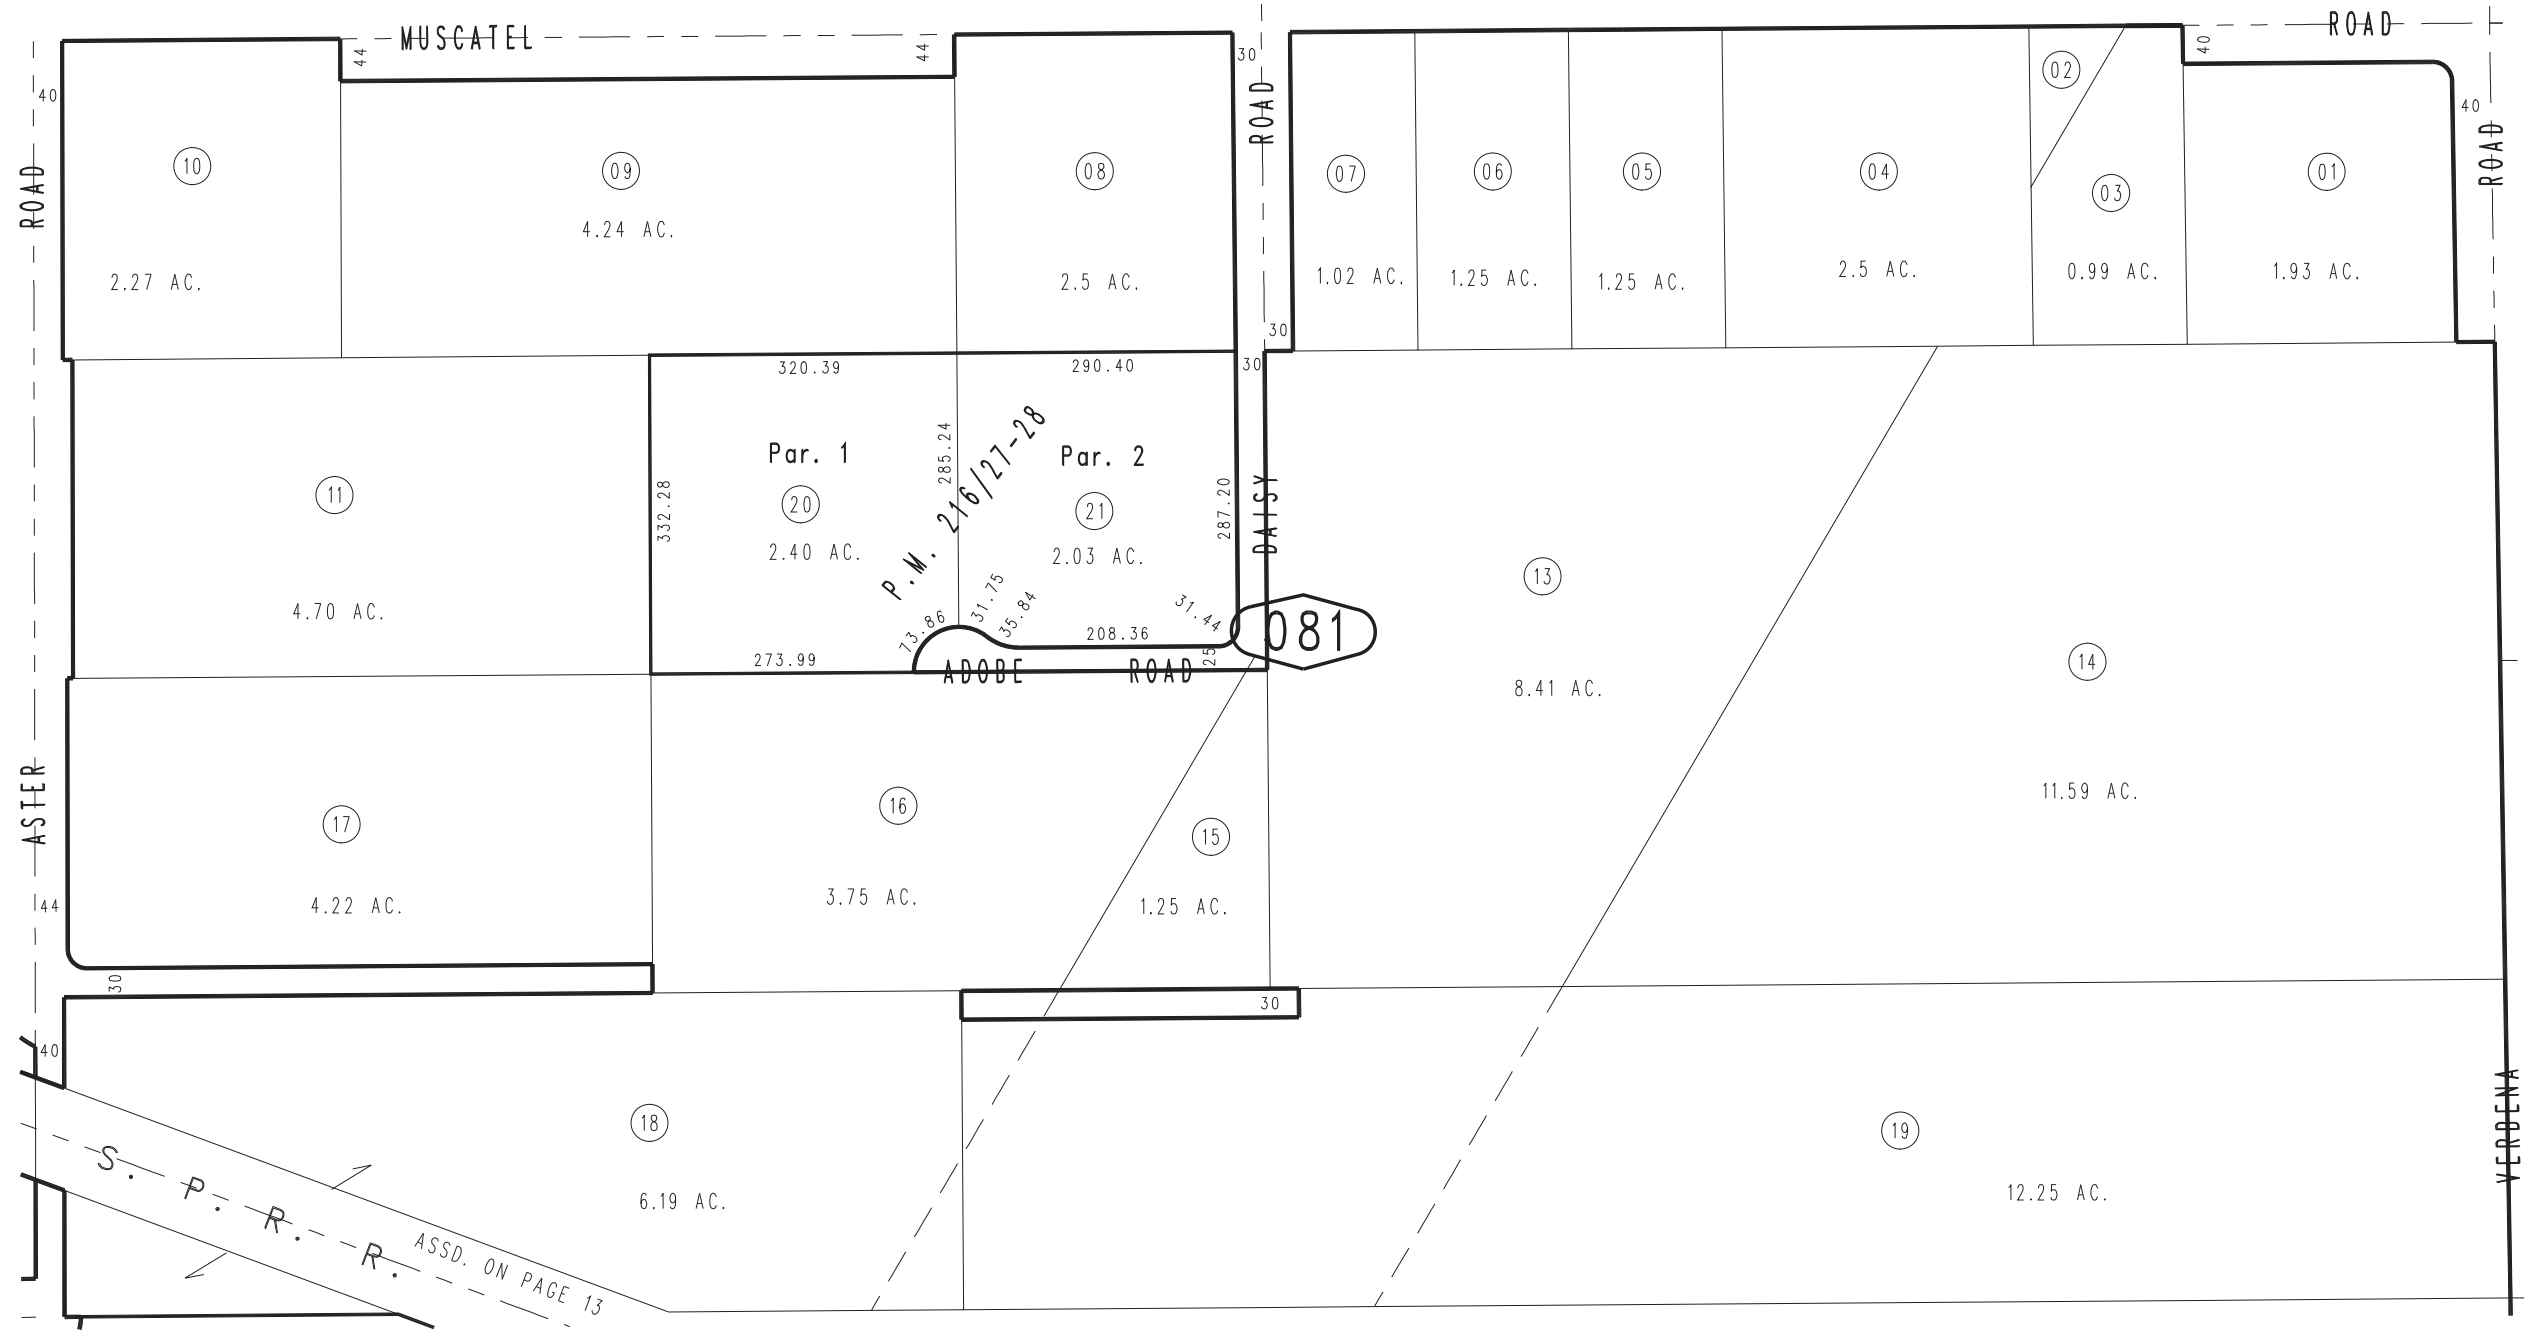 MUSCATEL
ROAD
44
44
30
40
40
40
ROAD
ROAD
ROAD
10
09
08
07
06
05
04
02
03
01
2.27 AC.
4.24 AC.
2.5 AC.
1.02 AC.
1.25 AC.
1.25 AC.
2.5 AC.
0.99 AC.
1.93 AC.
30
30
320.39
290.40
285.24
332.28
287.20
Par. 1
Par. 2
P.M. 216/27-28
11
20
21
4.70 AC.
2.40 AC.
2.03 AC.
DAISY
13
8.41 AC.
14
11.59 AC.
73.86
31.75
35.84
31.44
208.36
273.99
25
081
ADOBE ROAD
ASTER
17
16
15
4.22 AC.
3.75 AC.
1.25 AC.
44
30
30
40
18
19
6.19 AC.
12.25 AC.
VERBENA
S. P. R. R.
ASSD. ON PAGE 13